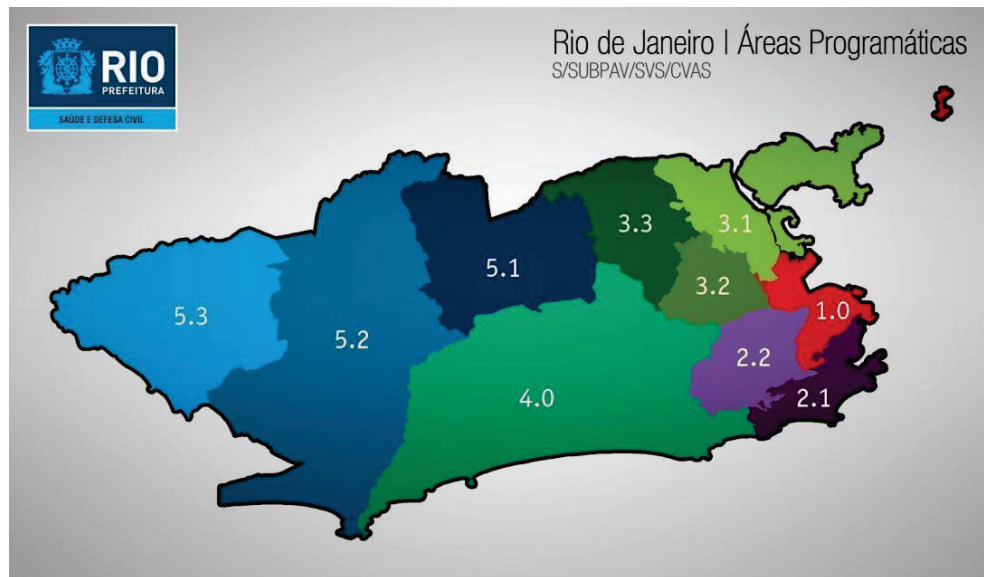 RIO
PREFEITURA
SAÚDE E DEFESA CIVIL
Rio de Janeiro | Áreas Programáticas
S/SUBPAV/SVS/CVAS
3.3
3.1
5.1
3.2
5.3
1.0
5.2
2.2
4.0
2.1